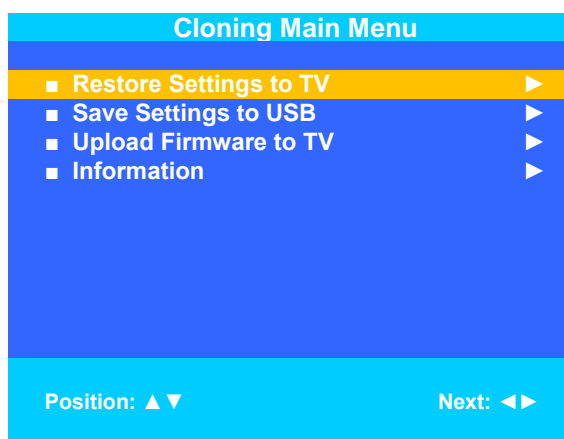 Cloning Main Menu
■ Restore Settings to TV ►
■ Save Settings to USB ►
■ Upload Firmware to TV ►
■ Information ►
Position: ▲▼ Next: ◄►